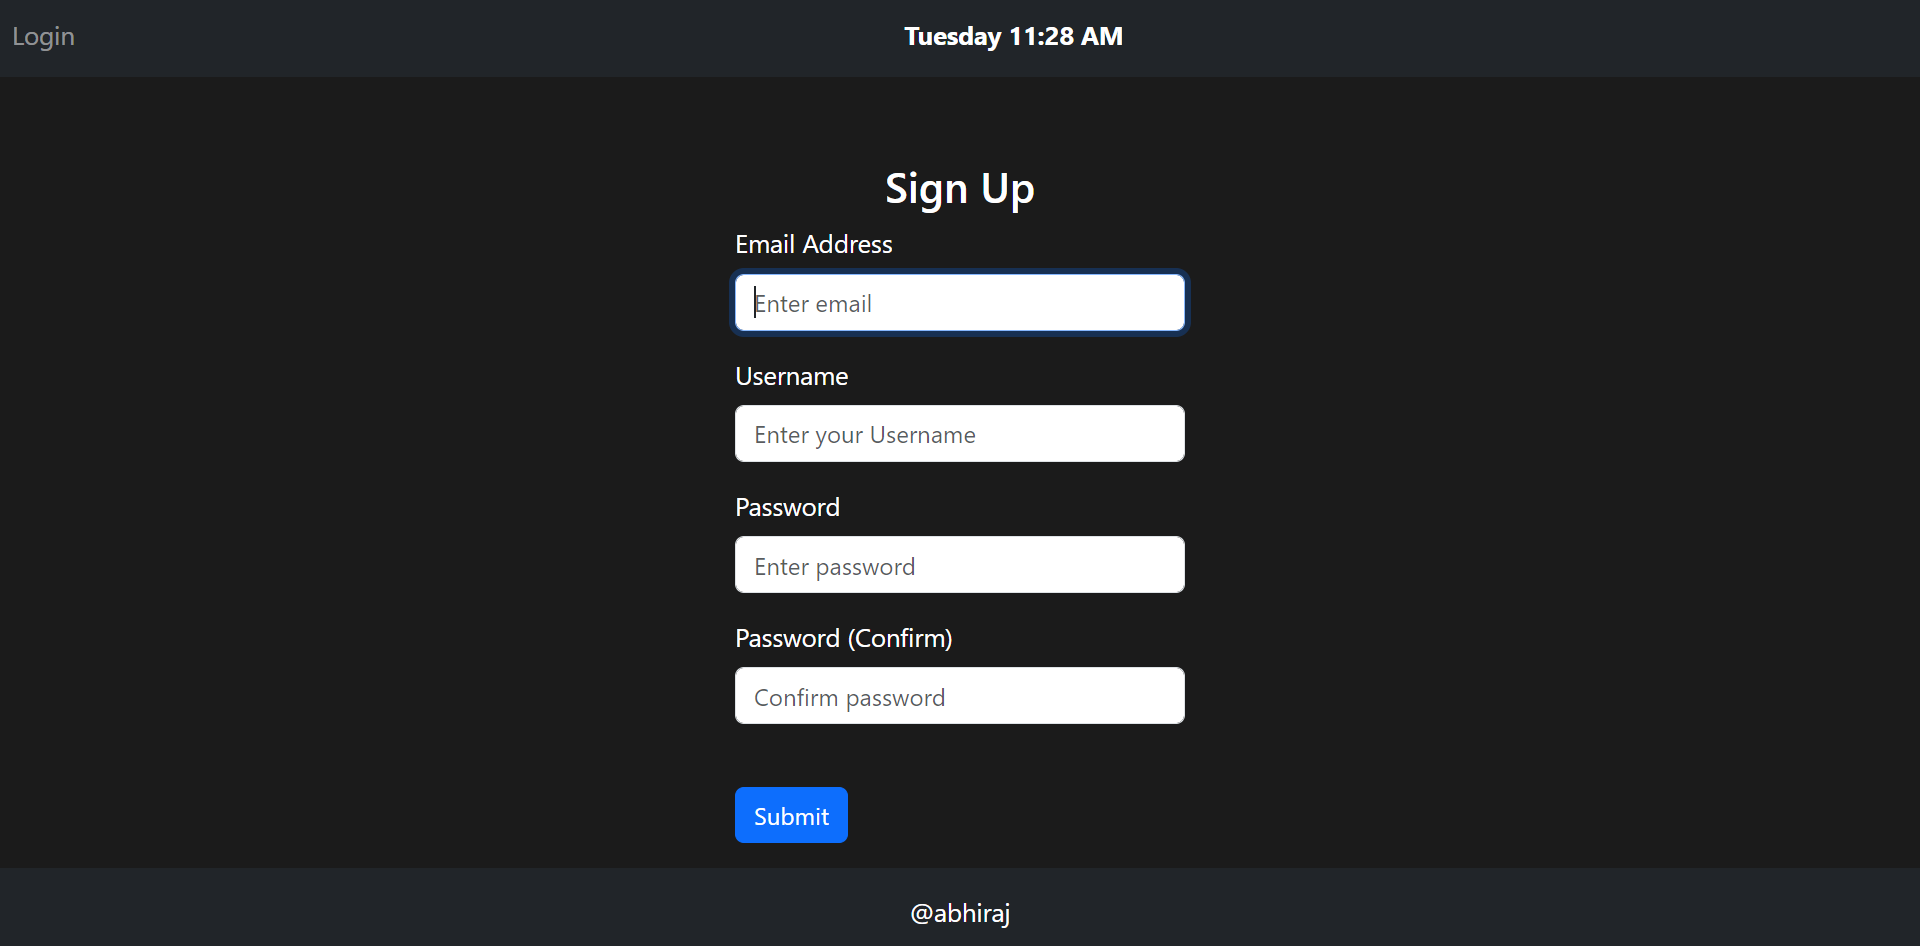 Login
Tuesday 11:28 AM
Sign Up
Email Address
Enter email
Username
Enter your Username
Password
Enter password
Password (Confirm)
Confirm password
Submit
@abhiraj